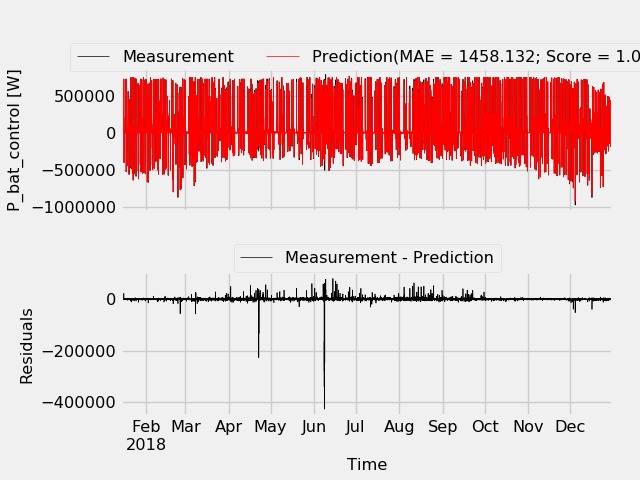 Measurement
Prediction(MAE = 1458.132; Score = 1.0
P_bat_control [W]
500000
0
−500000
−1000000
Measurement - Prediction
Residuals
0
−200000
−400000
Feb Mar Apr May Jun Jul Aug Sep Oct Nov Dec
2018
Time